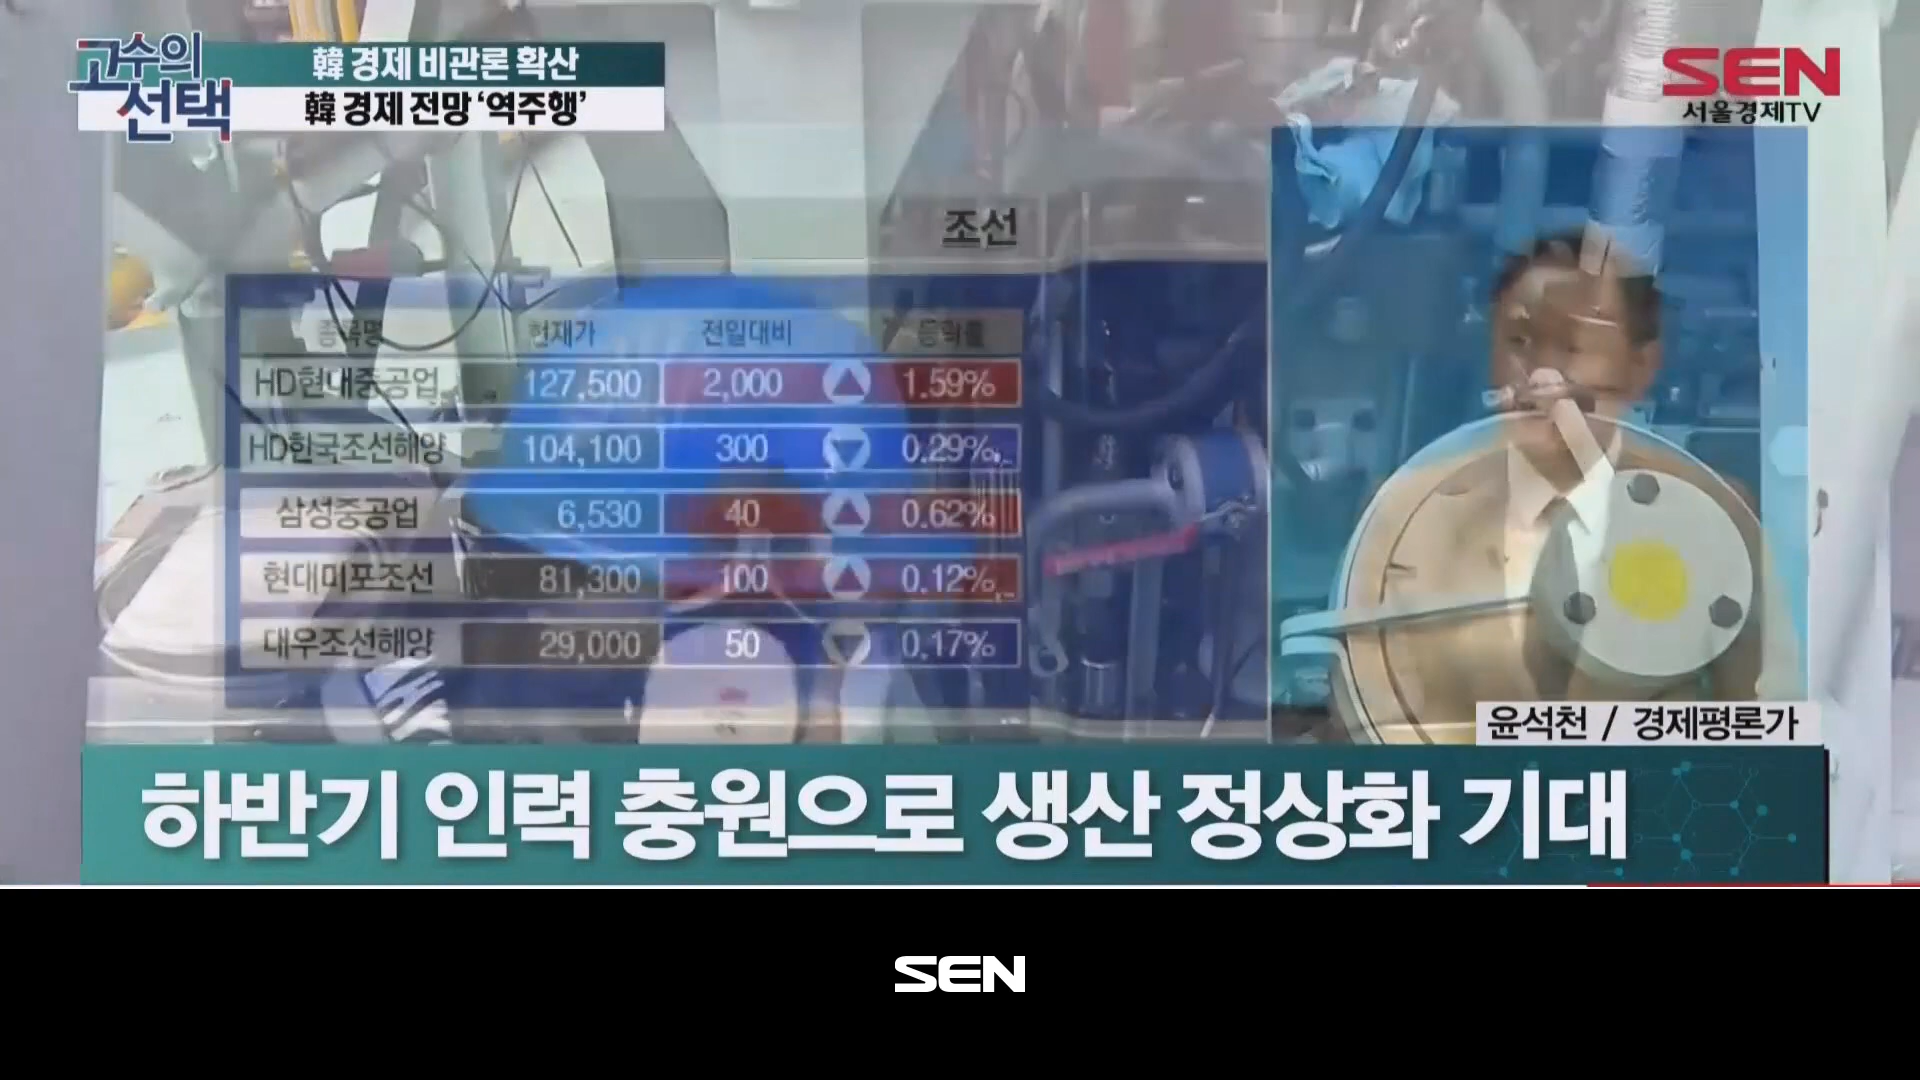 고수의
선택
韓 경제 비관론 확산
韓 경제 전망 ‘역주행’
SEN
서울경제TV
조선
종목명 현재가 전일대비 등락률
HD현대중공업 127,500 2,000 ▲ 1.59%
HD한국조선해양 104,100 300 ▼ 0.29%
삼성중공업 6,530 40 ▲ 0.62%
현대미포조선 81,300 100 ▲ 0.12%
대우조선해양 29,000 50 ▼ 0.17%
윤석천 / 경제평론가
하반기 인력 충원으로 생산 정상화 기대
SEN